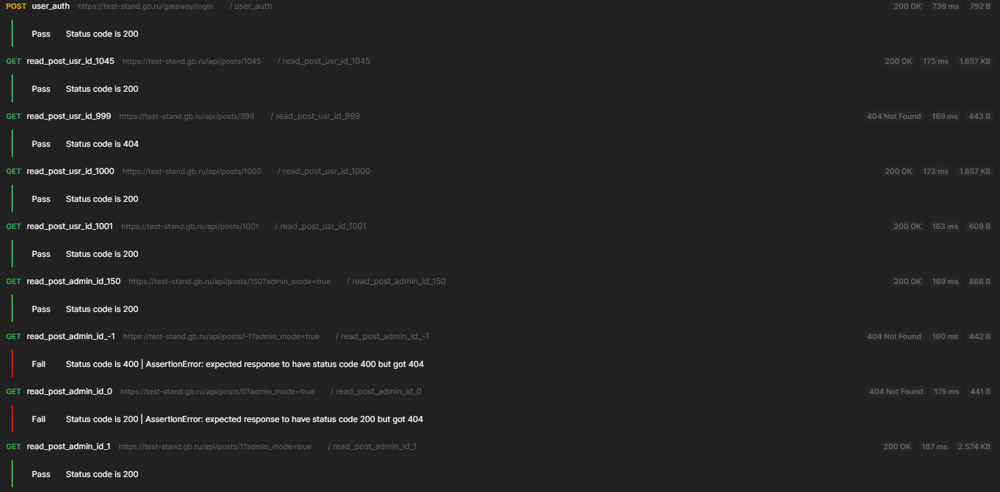 POST user_auth https://test-stand.gb.ru/gateway/login / user_auth 200 OK 739 ms 792 B
Pass Status code is 200
GET read_post_usr_id_1045 https://test-stand.gb.ru/api/posts/1045 / read_post_usr_id_1045 200 OK 175 ms 1.657 KB
Pass Status code is 200
GET read_post_usr_id_999 https://test-stand.gb.ru/api/posts/999 / read_post_usr_id_999 404 Not Found 169 ms 443 B
Pass Status code is 404
GET read_post_usr_id_1000 https://test-stand.gb.ru/api/posts/1000 / read_post_usr_id_1000 200 OK 173 ms 1.657 KB
Pass Status code is 200
GET read_post_usr_id_1001 https://test-stand.gb.ru/api/posts/1001 / read_post_usr_id_1001 200 OK 163 ms 609 B
Pass Status code is 200
GET read_post_admin_id_150 https://test-stand.gb.ru/api/posts/150?admin_mode=true / read_post_admin_id_150 200 OK 169 ms 868 B
Pass Status code is 200
GET read_post_admin_id_-1 https://test-stand.gb.ru/api/posts/-1?admin_mode=true / read_post_admin_id_-1 404 Not Found 160 ms 442 B
Fail Status code is 400 | AssertionError: expected response to have status code 400 but got 404
GET read_post_admin_id_0 https://test-stand.gb.ru/api/posts/0?admin_mode=true / read_post_admin_id_0 404 Not Found 175 ms 441 B
Fail Status code is 200 | AssertionError: expected response to have status code 200 but got 404
GET read_post_admin_id_1 https://test-stand.gb.ru/api/posts/1?admin_mode=true / read_post_admin_id_1 200 OK 167 ms 2.574 KB
Pass Status code is 200